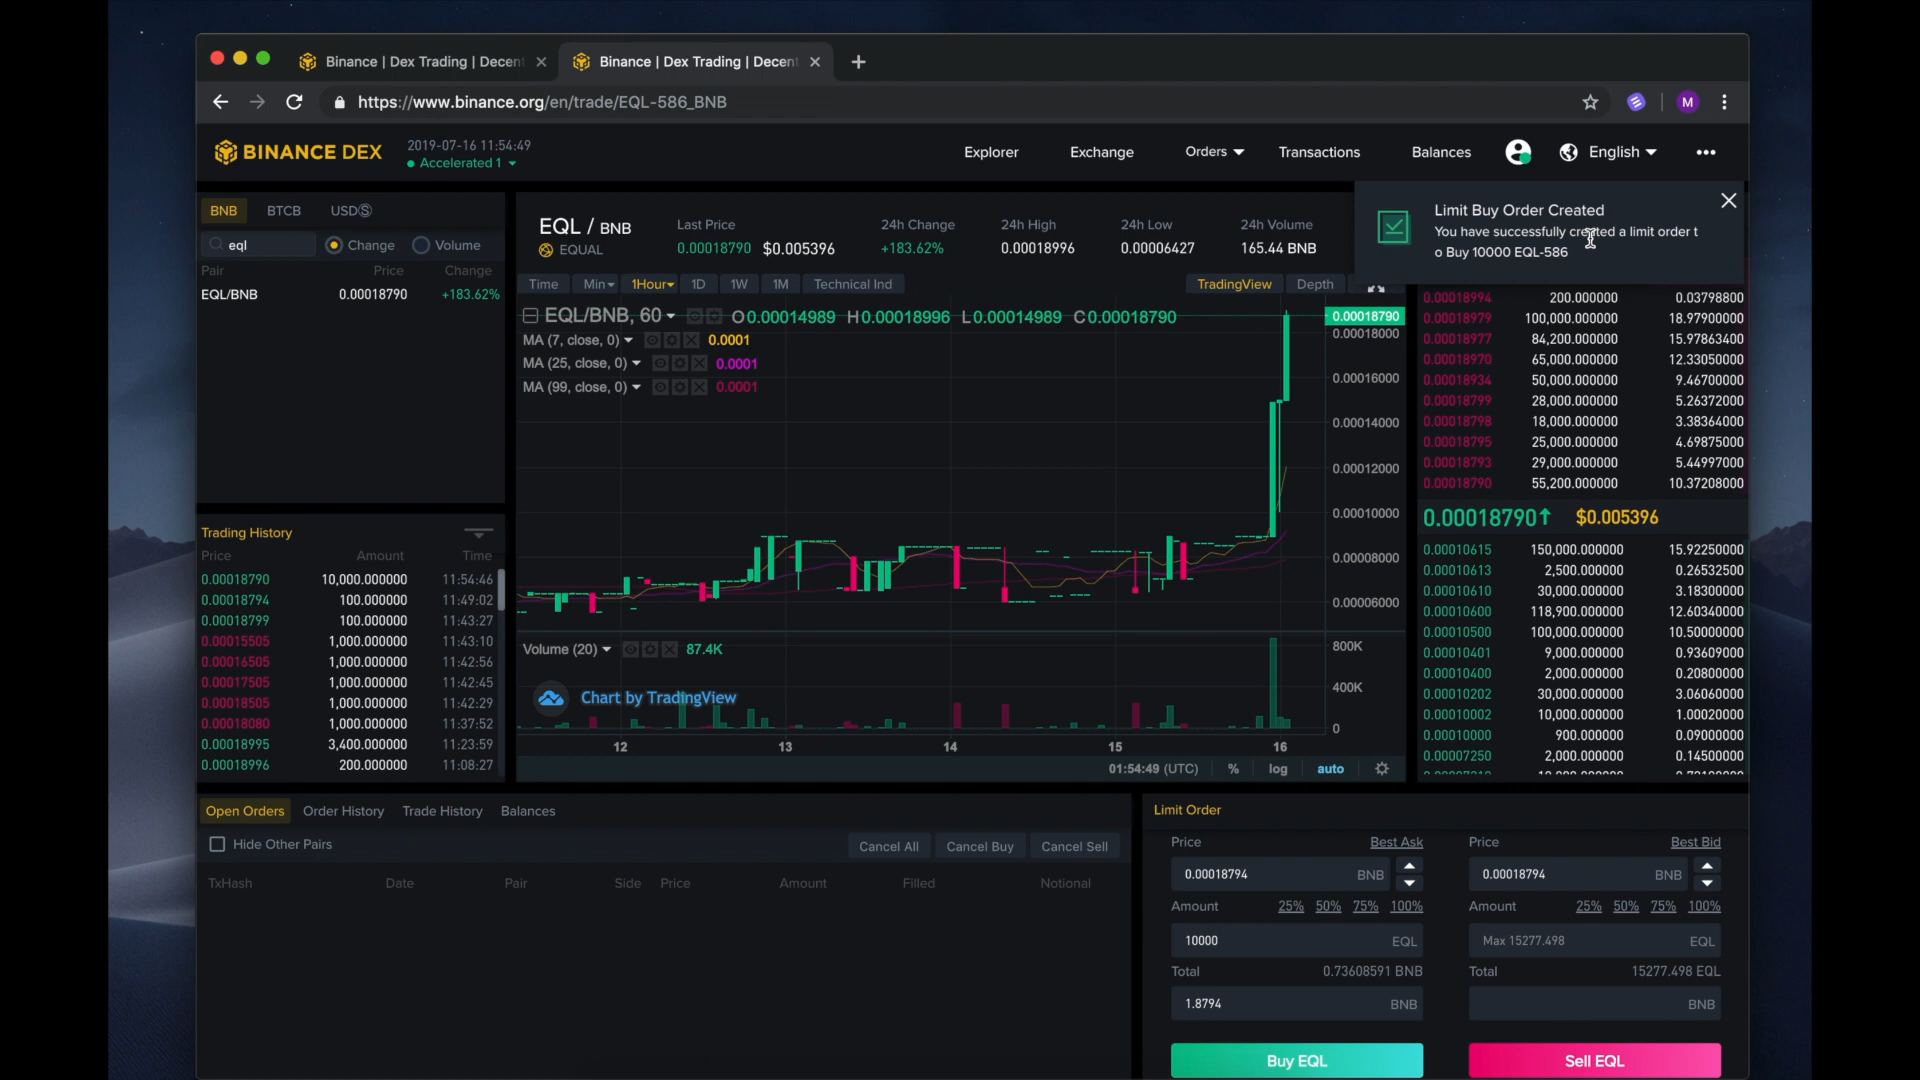 Binance | Dex Trading | Decent
Binance | Dex Trading | Decent
https://www.binance.org/en/trade/EQL-586_BNB
M
BINANCE DEX
2019-07-16 11:54:49
Accelerated 1
Explorer
Exchange
Orders
Transactions
Balances
English
Limit Buy Order Created
You have successfully created a limit order t
o Buy 10000 EQL-586
BNB BTCB USDⓈ
eql
Change
Volume
Pair Price Change
EQL/BNB 0.00018790 +183.62%
EQL / BNB
EQUAL
Last Price
0.00018790 $0.005396
24h Change
+183.62%
24h High
0.00018996
24h Low
0.00006427
24h Volume
165.44 BNB
Time Min 1Hour 1D 1W 1M Technical Ind
TradingView Depth
EQL/BNB, 60 O0.00014989 H0.00018996 L0.00014989 C0.00018790
MA (7, close, 0) 0.0001
MA (25, close, 0) 0.0001
MA (99, close, 0) 0.0001
0.00018790
0.00018000
0.00016000
0.00014000
0.00012000
0.00010000
0.00008000
0.00006000
Volume (20) 87.4K
800K
400K
0
Chart by TradingView
12 13 14 15 16
01:54:49 (UTC) % log auto
0.00018994 200.000000 0.03798800
0.00018979 100,000.000000 18.97900000
0.00018977 84,200.000000 15.97863400
0.00018970 65,000.000000 12.33050000
0.00018934 50,000.000000 9.46700000
0.00018799 28,000.000000 5.26372000
0.00018798 18,000.000000 3.38364000
0.00018795 25,000.000000 4.69875000
0.00018793 29,000.000000 5.44997000
0.00018790 55,200.000000 10.37208000
0.00018790↑ $0.005396
0.00010615 150,000.000000 15.92250000
0.00010613 2,500.000000 0.26532500
0.00010610 30,000.000000 3.18300000
0.00010600 118,900.000000 12.60340000
0.00010500 100,000.000000 10.50000000
0.00010401 9,000.000000 0.93609000
0.00010400 2,000.000000 0.20800000
0.00010202 30,000.000000 3.06060000
0.00010002 10,000.000000 1.00020000
0.00010000 900.000000 0.09000000
0.00007250 2,000.000000 0.14500000
Trading History
Price Amount Time
0.00018790 10,000.000000 11:54:46
0.00018794 100.000000 11:49:02
0.00018799 100.000000 11:43:27
0.00015505 1,000.000000 11:43:10
0.00016505 1,000.000000 11:42:56
0.00017505 1,000.000000 11:42:45
0.00018505 1,000.000000 11:42:29
0.00018080 1,000.000000 11:37:52
0.00018995 3,400.000000 11:23:59
0.00018996 200.000000 11:08:27
Open Orders Order History Trade History Balances
Hide Other Pairs
Cancel All Cancel Buy Cancel Sell
TxHash Date Pair Side Price Amount Filled Notional
Limit Order
Price Best Ask
0.00018794 BNB
Amount 25% 50% 75% 100%
10000 EQL
Total 0.73608591 BNB
1.8794 BNB
Buy EQL
Price Best Bid
0.00018794 BNB
Amount 25% 50% 75% 100%
Max 15277.498 EQL
Total 15277.498 EQL
BNB
Sell EQL